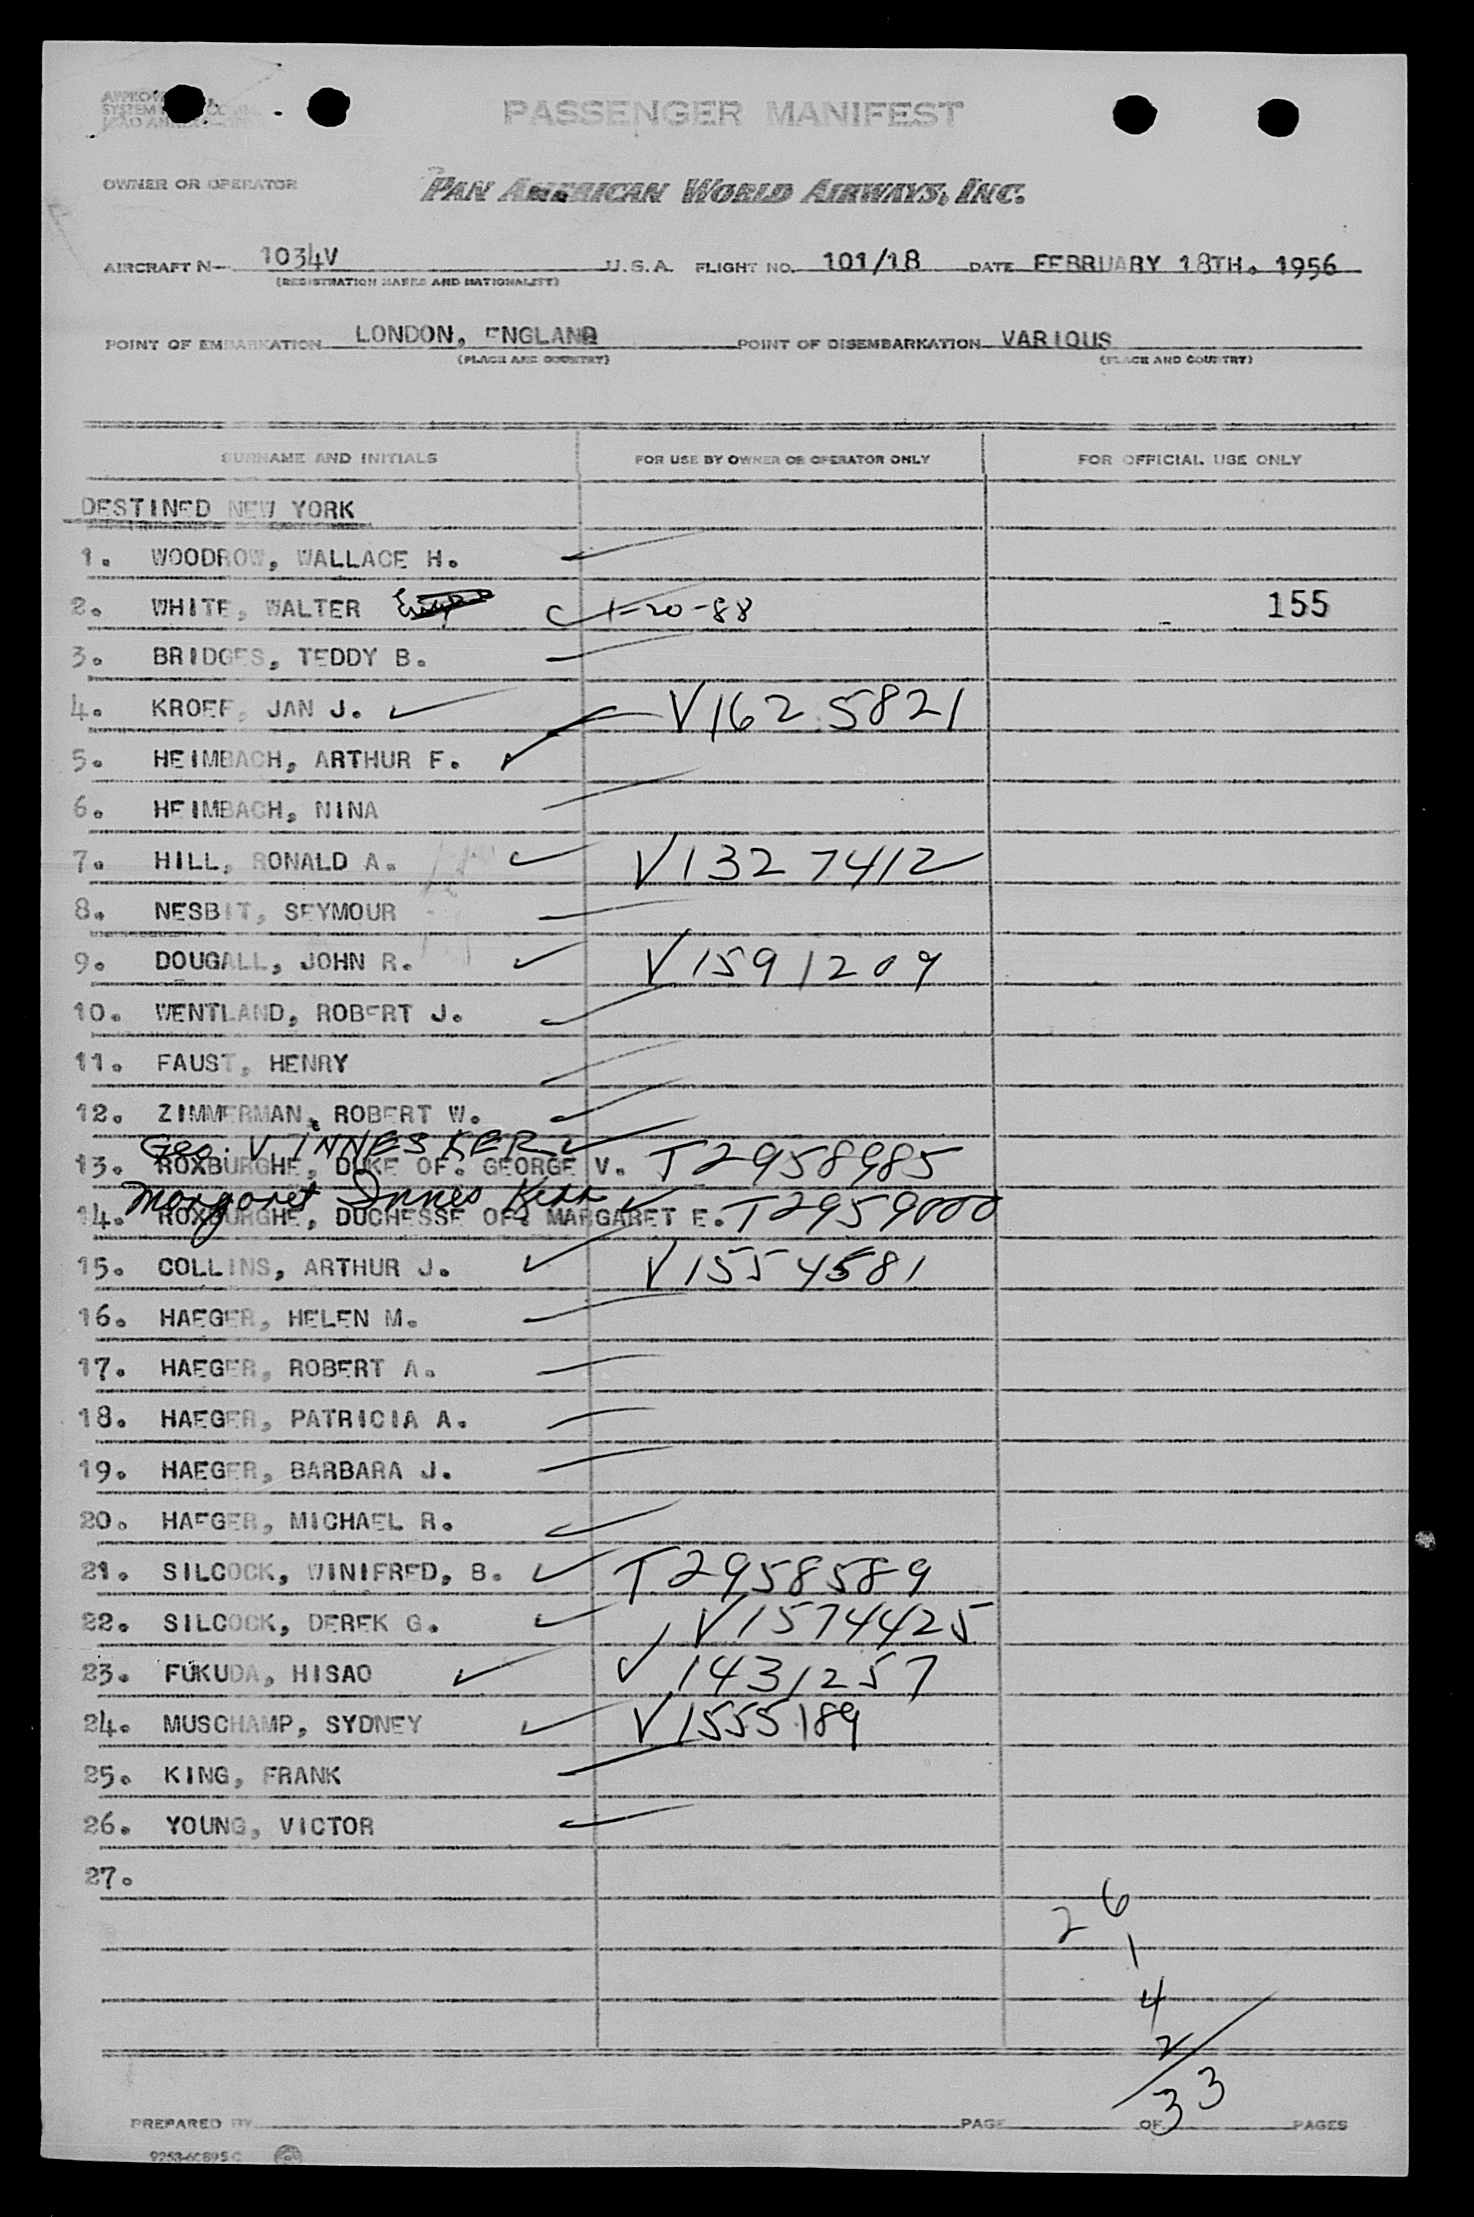 PASSENGER MANIFEST
OWNER OR OPERATOR PAN AMERICAN WORLD AIRWAYS, INC.
AIRCRAFT N- 1034V U.S.A. FLIGHT NO. 101/18 DATE FEBRUARY 18TH. 1956
(REGISTRATION MARKS AND NATIONALITY)
POINT OF EMBARKATION LONDON, ENGLAND POINT OF DISEMBARKATION VARIOUS
(PLACE AND COUNTRY) (PLACE AND COUNTRY)
SURNAME AND INITIALS FOR USE BY OWNER OR OPERATOR ONLY FOR OFFICIAL USE ONLY
DESTINED NEW YORK
1. WOODROW, WALLACE H.
2. WHITE, WALTER C 1-20-88 155
3. BRIDGES, TEDDY B.
4. KROEF, JAN J. V1625821
5. HEIMBACH, ARTHUR F.
6. HEIMBACH, NINA
7. HILL, RONALD A. V1327412
8. NESBIT, SEYMOUR
9. DOUGALL, JOHN R. V1591209
10. WENTLAND, ROBERT J.
11. FAUST, HENRY
12. ZIMMERMAN, ROBERT W.
Geo. V. INNES KER
13. ROXBURGHE, DUKE OF. GEORGE V. T2958985
Margaret Innes Kerr
14. ROXBURGHE, DUCHESSE OF. MARGARET E. T2959000
15. COLLINS, ARTHUR J. V1554581
16. HAEGER, HELEN M.
17. HAEGER, ROBERT A.
18. HAEGER, PATRICIA A.
19. HAEGER, BARBARA J.
20. HAEGER, MICHAEL R.
21. SILCOCK, WINIFRED, B. T2958589
22. SILCOCK, DEREK G. V1574425
23. FUKUDA, HISAO V1431257
24. MUSCHAMP, SYDNEY V1555189
25. KING, FRANK
26. YOUNG, VICTOR
27.
26
1
4
2
33
PREPARED BY PAGE OF PAGES